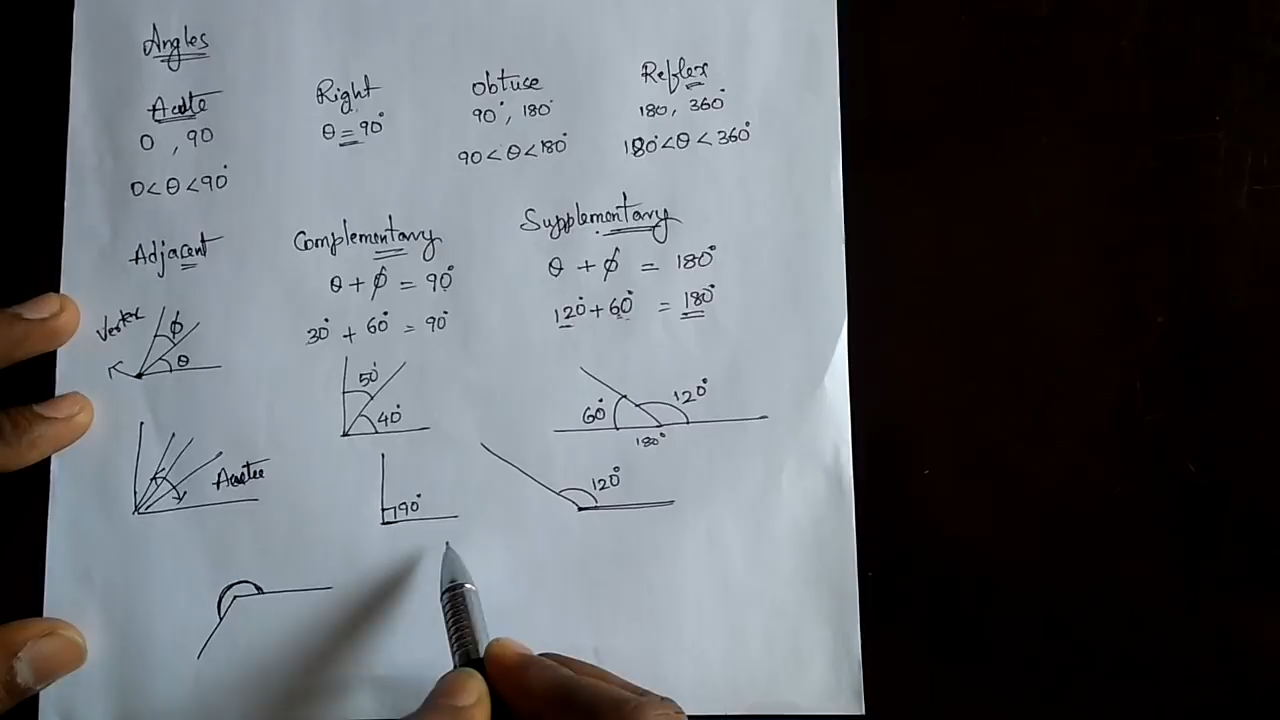 Angles
Acute
0, 90
0 < θ < 90°
Right
θ = 90°
Obtuse
90°, 180°
90 < θ < 180°
Reflex
180, 360°
180° < θ < 360°
Adjacent
Vertex
ϕ
θ
Complementary
θ + ϕ = 90°
30° + 60° = 90°
50°
40°
Supplementary
θ + ϕ = 180°
120° + 60° = 180°
60°
120°
180°
Acute
90°
120°